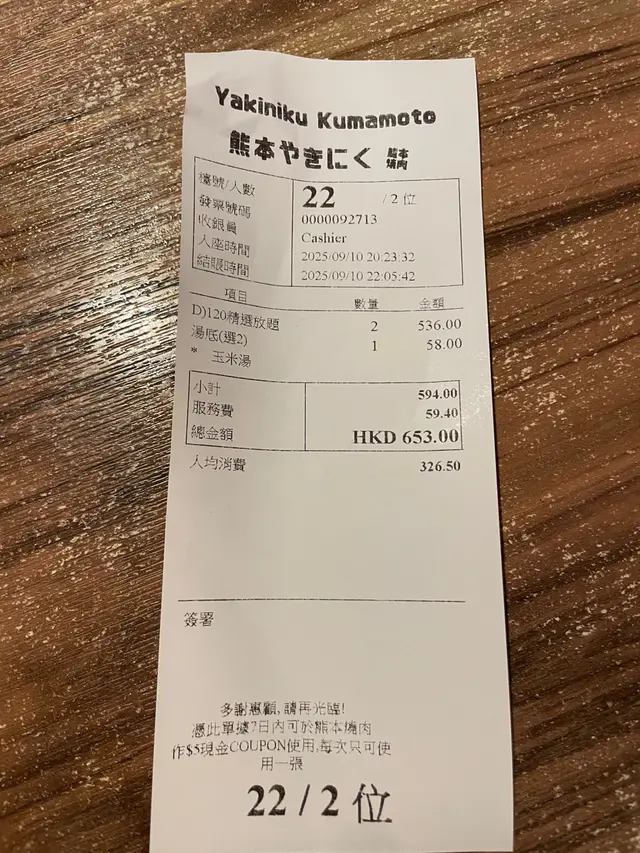 Yakiniku Kumamoto
熊本やきにく 熊本燒肉
檯號/人數 22 / 2 位
發票號碼 0000092713
收銀員 Cashier
入座時間 2025/09/10 20:23:32
結賬時間 2025/09/10 22:05:42
項目 數量 金額
D)120精選放題 2 536.00
湯底(選2) 1 58.00
* 玉米湯
小計 594.00
服務費 59.40
總金額 HKD 653.00
人均消費 326.50
簽署
多謝惠顧, 請再光臨!
憑此單據7日內可於熊本燒肉
作$5現金COUPON使用,每次只可使
用一張
22 / 2 位